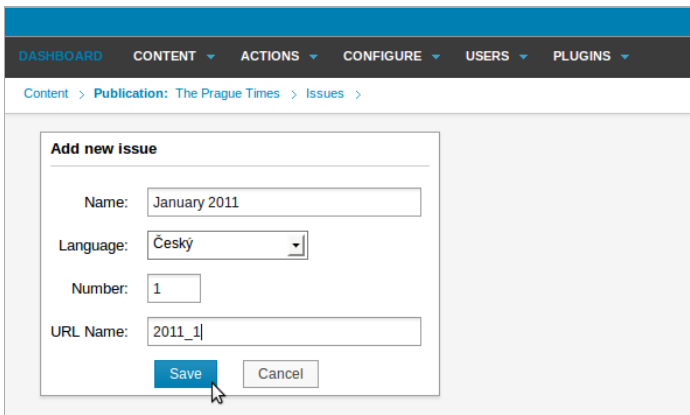 DASHBOARD CONTENT ACTIONS CONFIGURE USERS PLUGINS
Content > Publication: The Prague Times > Issues >
Add new issue
Name: January 2011
Language: Český
Number: 1
URL Name: 2011_1
Save Cancel